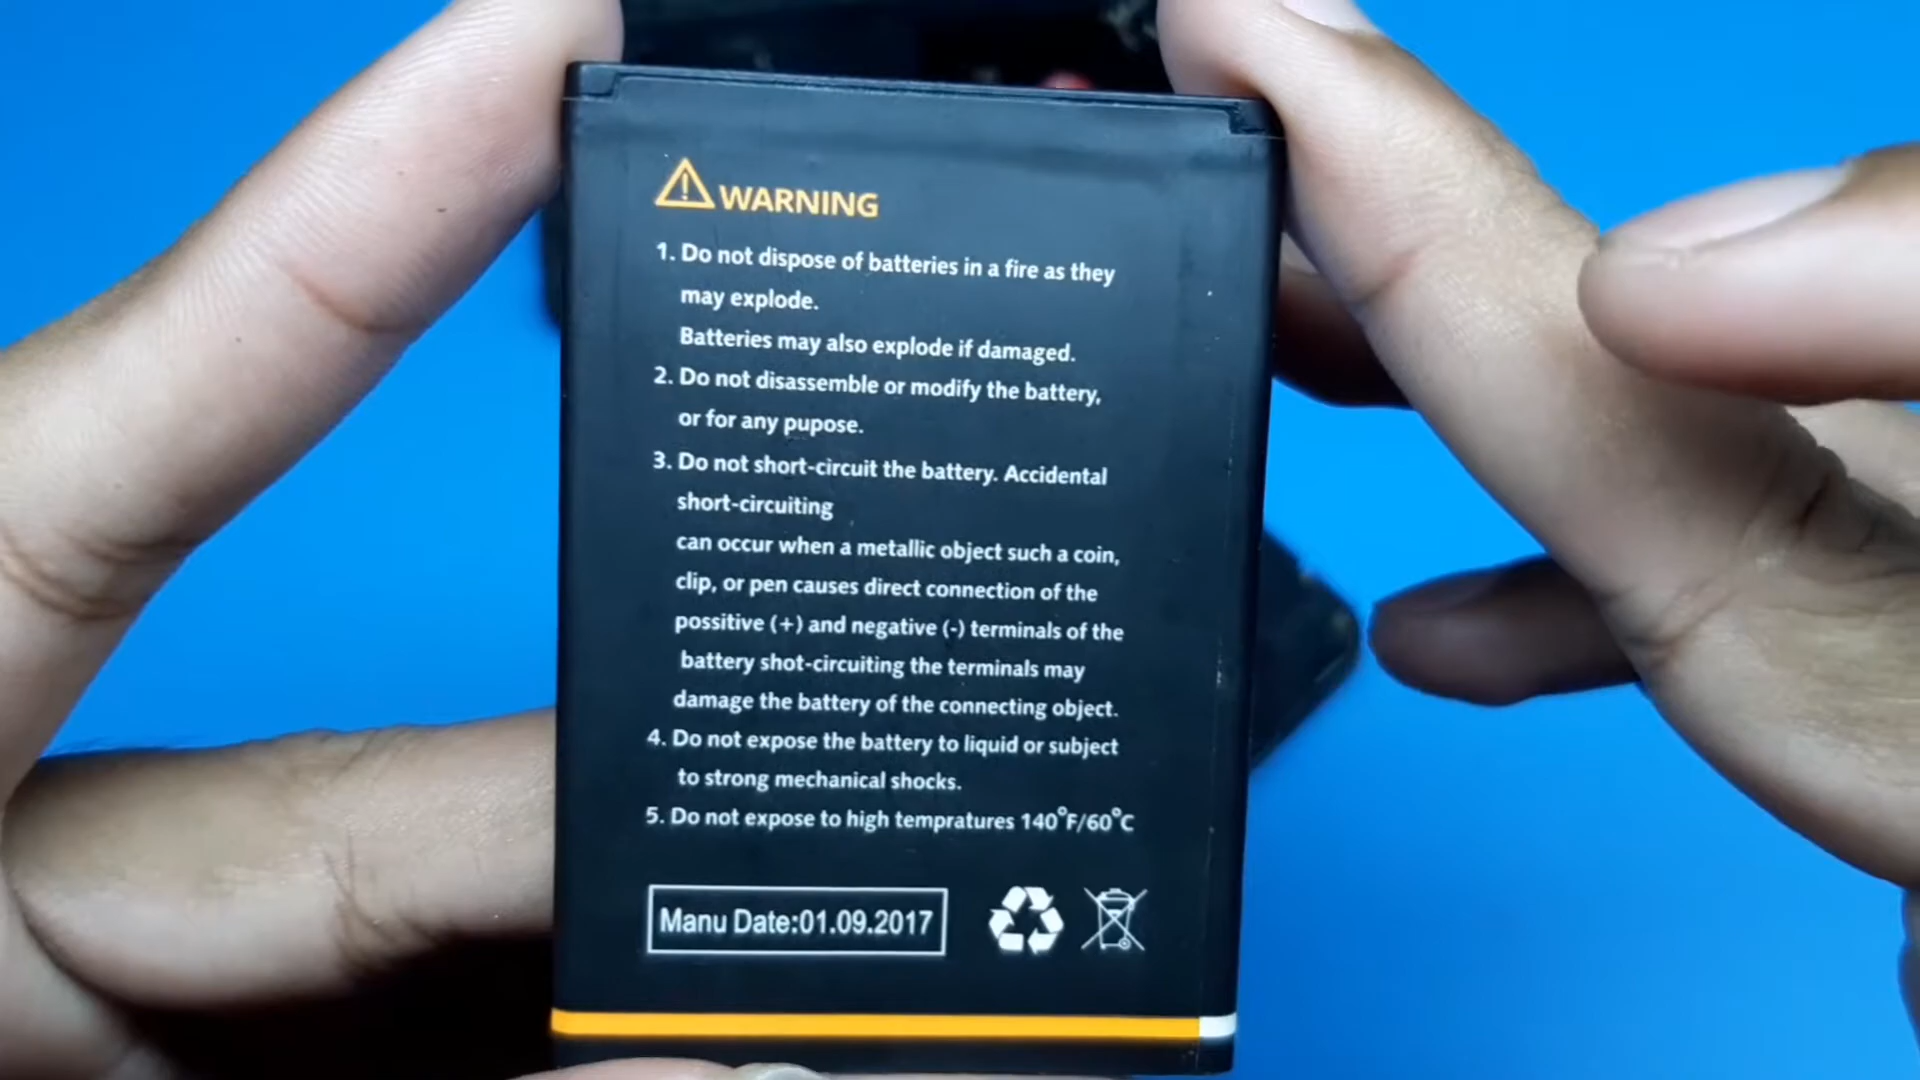 WARNING
1. Do not dispose of batteries in a fire as they
may explode.
Batteries may also explode if damaged.
2. Do not disassemble or modify the battery,
or for any pupose.
3. Do not short-circuit the battery. Accidental
short-circuiting
can occur when a metallic object such a coin,
clip, or pen causes direct connection of the
possitive (+) and negative (-) terminals of the
battery shot-circuiting the terminals may
damage the battery of the connecting object.
4. Do not expose the battery to liquid or subject
to strong mechanical shocks.
5. Do not expose to high tempratures 140°F/60°C
Manu Date:01.09.2017